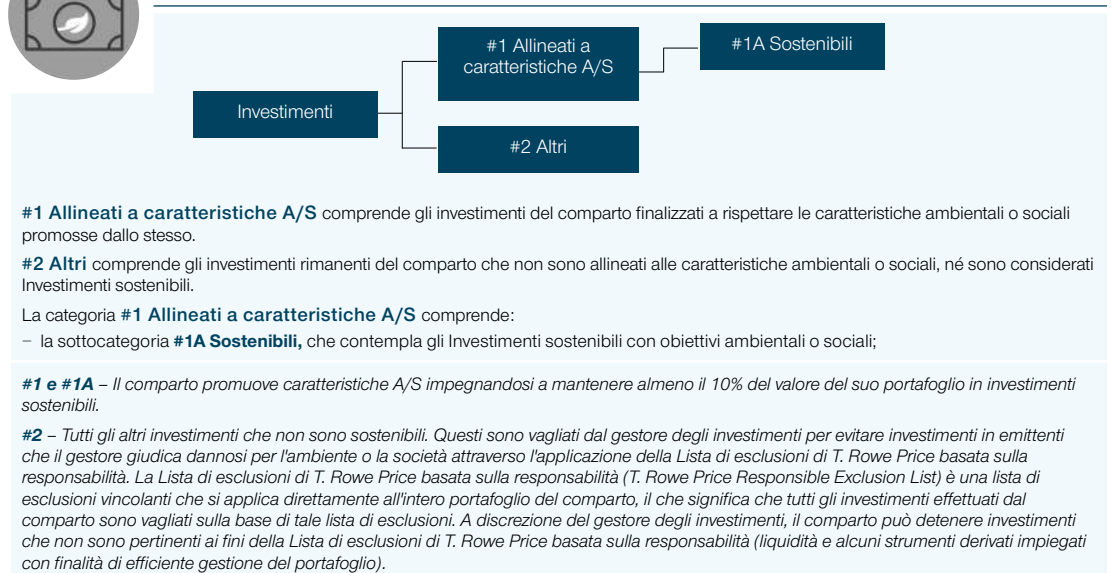 #1 Allineati a
caratteristiche A/S
#1A Sostenibili
Investimenti
#2 Altri
#1 Allineati a caratteristiche A/S comprende gli investimenti del comparto finalizzati a rispettare le caratteristiche ambientali o sociali
promosse dallo stesso.
#2 Altri comprende gli investimenti rimanenti del comparto che non sono allineati alle caratteristiche ambientali o sociali, né sono considerati
Investimenti sostenibili.
La categoria #1 Allineati a caratteristiche A/S comprende:
– la sottocategoria #1A Sostenibili, che contempla gli Investimenti sostenibili con obiettivi ambientali o sociali;
#1 e #1A – Il comparto promuove caratteristiche A/S impegnandosi a mantenere almeno il 10% del valore del suo portafoglio in investimenti
sostenibili.
#2 – Tutti gli altri investimenti che non sono sostenibili. Questi sono vagliati dal gestore degli investimenti per evitare investimenti in emittenti
che il gestore giudica dannosi per l'ambiente o la società attraverso l'applicazione della Lista di esclusioni di T. Rowe Price basata sulla
responsabilità. La Lista di esclusioni di T. Rowe Price basata sulla responsabilità (T. Rowe Price Responsible Exclusion List) è una lista di
esclusioni vincolanti che si applica direttamente all'intero portafoglio del comparto, il che significa che tutti gli investimenti effettuati dal
comparto sono vagliati sulla base di tale lista di esclusioni. A discrezione del gestore degli investimenti, il comparto può detenere investimenti
che non sono pertinenti ai fini della Lista di esclusioni di T. Rowe Price basata sulla responsabilità (liquidità e alcuni strumenti derivati impiegati
con finalità di efficiente gestione del portafoglio).